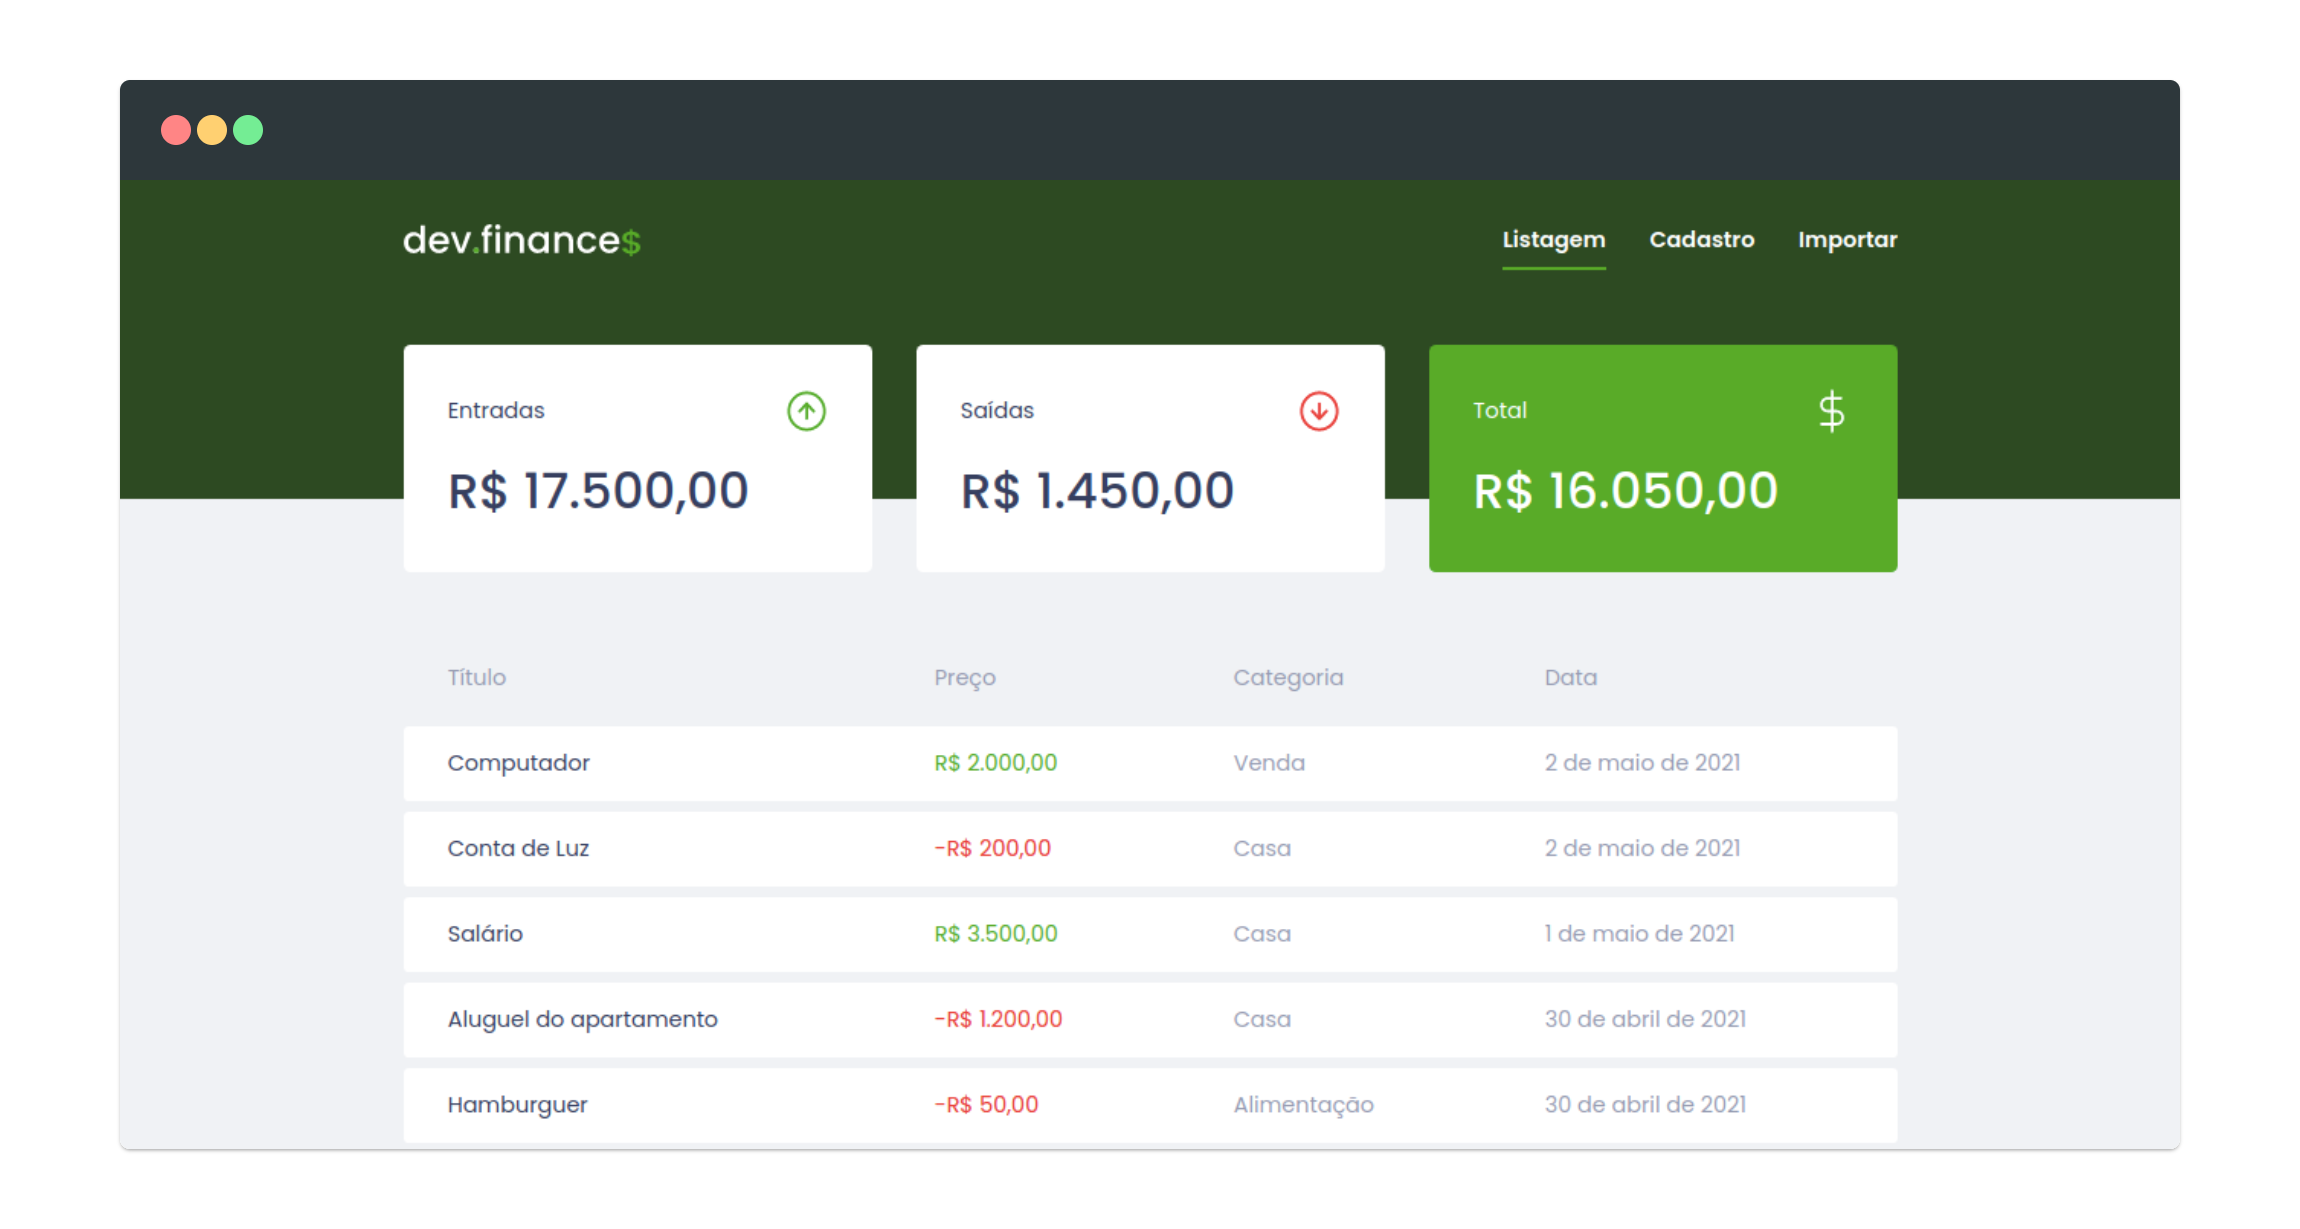 dev.finance$
Listagem Cadastro Importar
Entradas
R$ 17.500,00
Saídas
R$ 1.450,00
Total
$
R$ 16.050,00
Título Preço Categoria Data
Computador R$ 2.000,00 Venda 2 de maio de 2021
Conta de Luz -R$ 200,00 Casa 2 de maio de 2021
Salário R$ 3.500,00 Casa 1 de maio de 2021
Aluguel do apartamento -R$ 1.200,00 Casa 30 de abril de 2021
Hamburguer -R$ 50,00 Alimentação 30 de abril de 2021